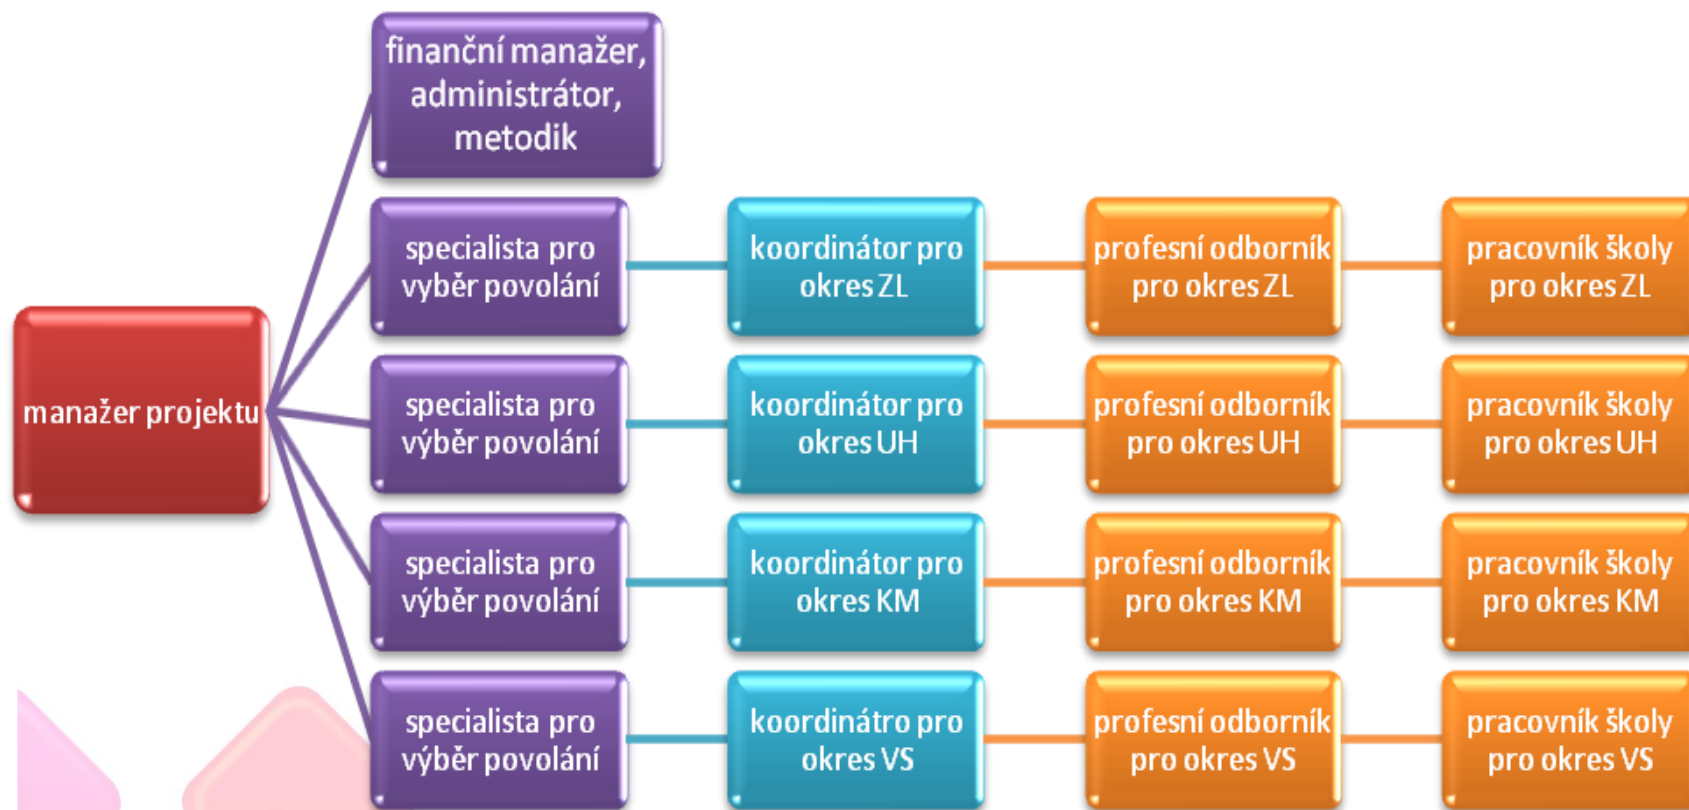 finanční manažer,
administrátor,
metodik
manažer projektu
specialista pro
vyběr povolání
koordinátor pro
okres ZL
profesní odborník
pro okres ZL
pracovník školy
pro okres ZL
specialista pro
výběr povolání
koordinátor pro
okres UH
profesní odborník
pro okres UH
pracovník školy
pro okres UH
specialista pro
výběr povolání
koordinátor pro
okres KM
profesní odborník
pro okres KM
pracovník školy
pro okres KM
specialista pro
výběr povolání
koordinátro pro
okres VS
profesní odborník
pro okres VS
pracovník školy
pro okres VS